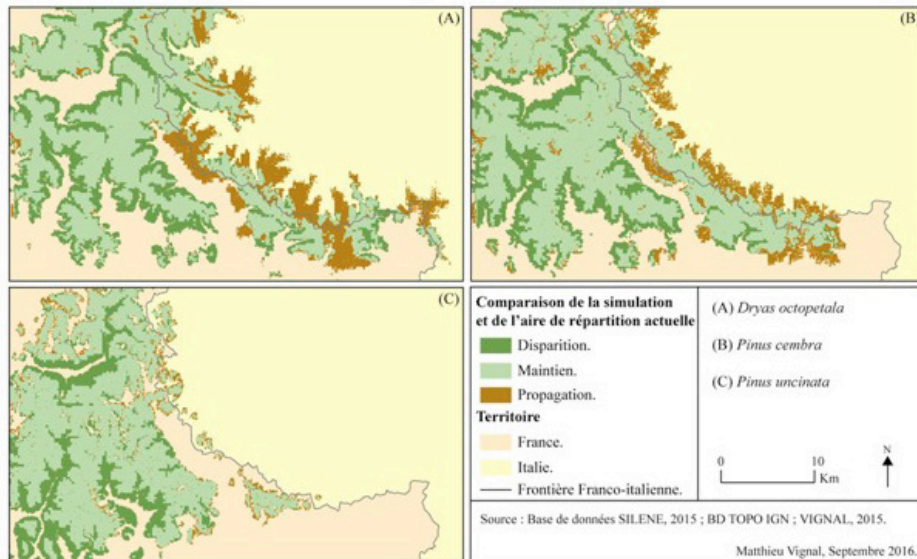 (A)
(B)
(C)
Comparaison de la simulation
et de l'aire de répartition actuelle
Disparition.
Maintien.
Propagation.
Territoire
France.
Italie.
Frontière Franco-italienne.
(A) Dryas octopetala
(B) Pinus cembra
(C) Pinus uncinata
0 10
Km
N
Source : Base de données SILENE, 2015 ; BD TOPO IGN ; VIGNAL, 2015.
Matthieu Vignal, Septembre 2016.